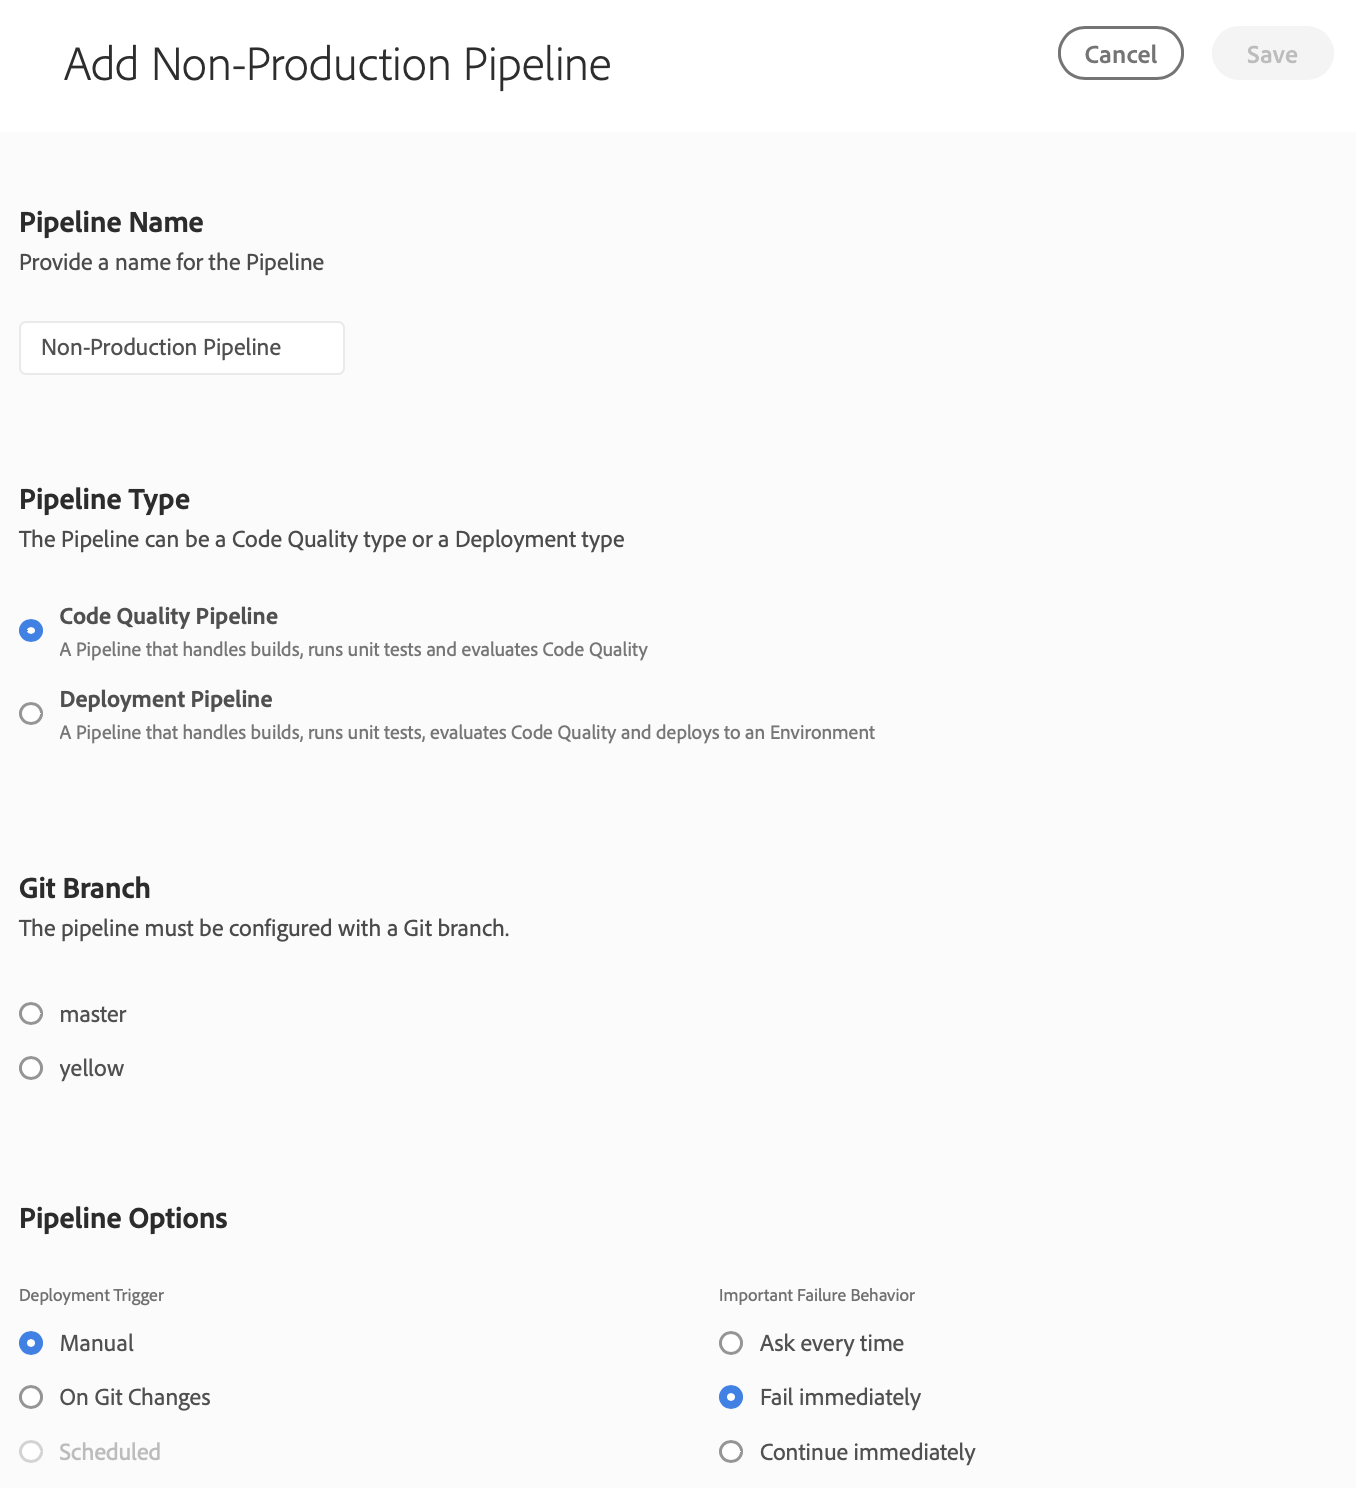 Add Non-Production Pipeline
Cancel
Save
Pipeline Name
Provide a name for the Pipeline
Non-Production Pipeline
Pipeline Type
The Pipeline can be a Code Quality type or a Deployment type
Code Quality Pipeline
A Pipeline that handles builds, runs unit tests and evaluates Code Quality
Deployment Pipeline
A Pipeline that handles builds, runs unit tests, evaluates Code Quality and deploys to an Environment
Git Branch
The pipeline must be configured with a Git branch.
master
yellow
Pipeline Options
Deployment Trigger
Manual
On Git Changes
Scheduled
Important Failure Behavior
Ask every time
Fail immediately
Continue immediately